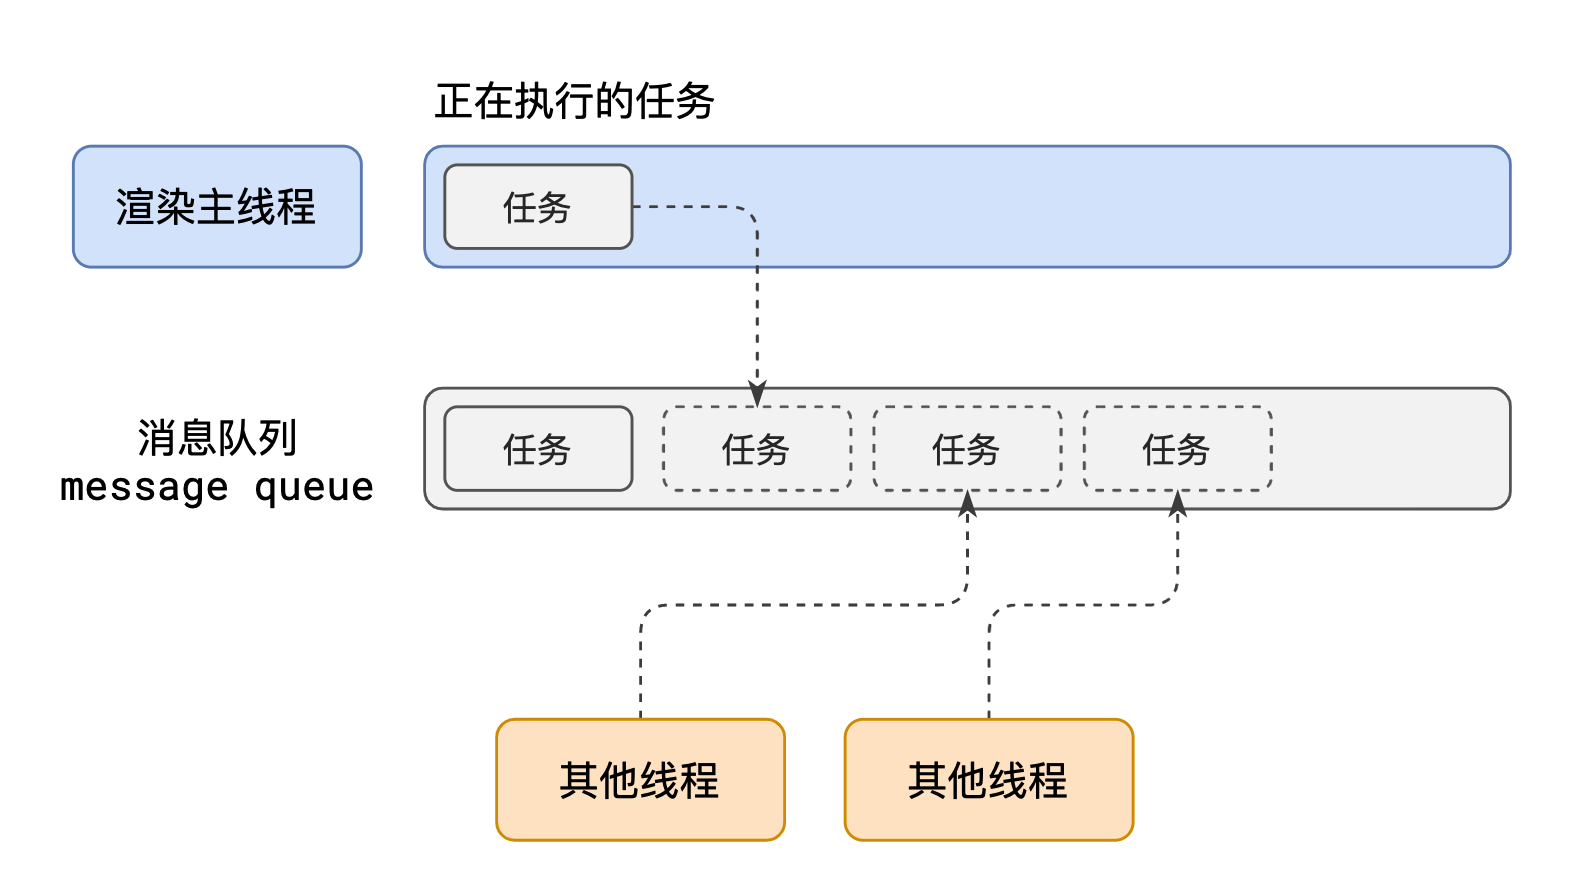 正在执行的任务
渲染主线程
任务
消息队列
message queue
任务
任务
任务
任务
其他线程
其他线程